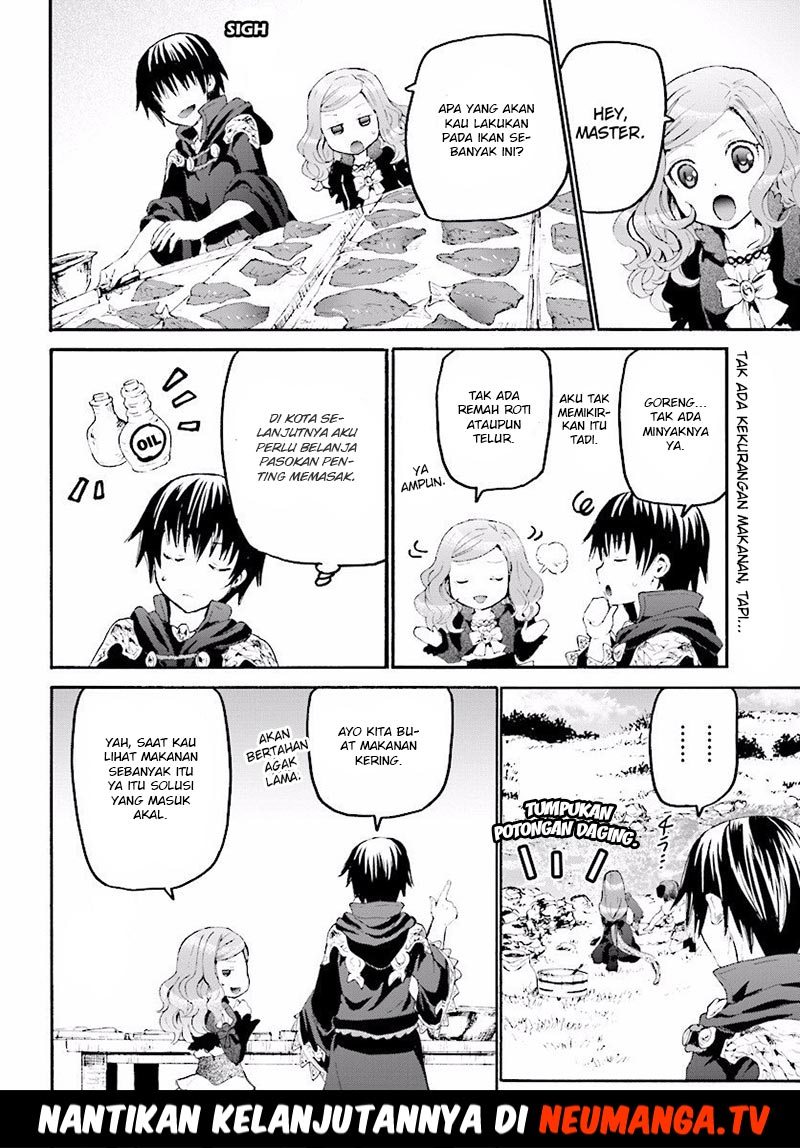 HEY,
MASTER.
APA YANG AKAN
KAU LAKUKAN
PADA IKAN SE-
BANYAK INI?
SIGH
TAK ADA KEKURANGAN MAKANAN, TAPI...
GORENG...
TAK ADA
MINYAKNYA
YA.
AKU TAK
MEMIKIR-
KAN ITU
TADI.
TAK ADA
REMAH ROTI
ATAUPUN
TELUR.
YA
AMPUN.
DI KOTA SE-
LANJUTNYA AKU
PERLU BELANJA
PASOKAN PEN-
TING MEMASAK.
OIL
......
TUMPUKAN
POTONGAN DAGING.
AYO KITA BU-
AT MAKANAN
KERING.
AKAN
BERTAHAN
AGAK
LAMA.
YAH, SAAT KAU
LIHAT MAKANAN
SEBANYAK ITU
YA ITU SOLUSI
YANG MASUK
AKAL.
NANTIKAN KELANJUTANNYA DI NEUMANGA.TV